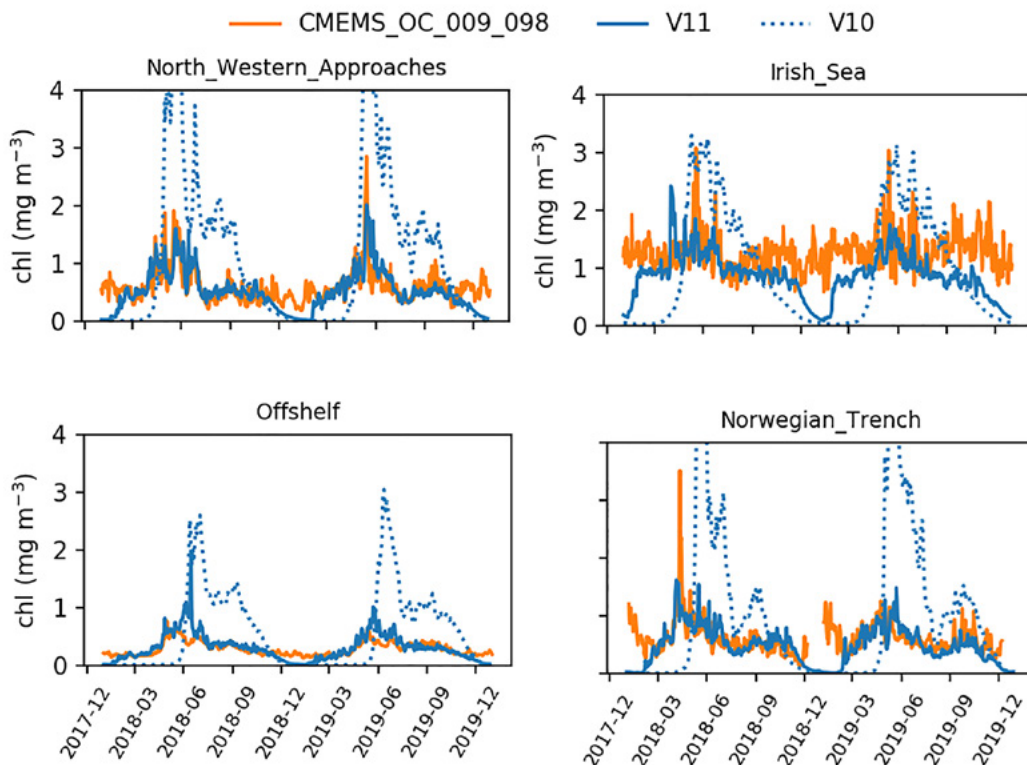 CMEMS_OC_009_098 V11 V10
North_Western_Approaches
chl (mg m⁻³)
4
3
2
1
0
Irish_Sea
chl (mg m⁻³)
4
3
2
1
0
Offshelf
chl (mg m⁻³)
4
3
2
1
0
2017-12 2018-03 2018-06 2018-09 2018-12 2019-03 2019-06 2019-09 2019-12
Norwegian_Trench
2017-12 2018-03 2018-06 2018-09 2018-12 2019-03 2019-06 2019-09 2019-12